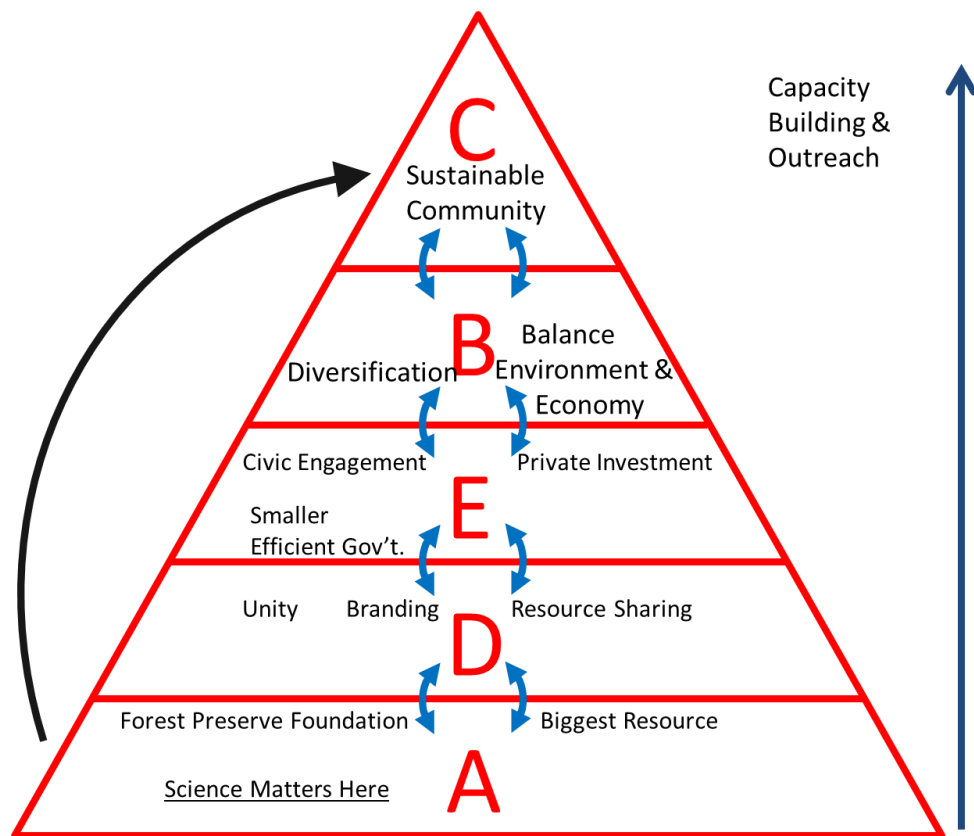 Capacity
Building &
Outreach
C
Sustainable
Community
B
Diversification
Balance
Environment &
Economy
Civic Engagement
Private Investment
E
Smaller
Efficient Gov't.
Unity
Branding
Resource Sharing
D
Forest Preserve Foundation
Biggest Resource
A
Science Matters Here